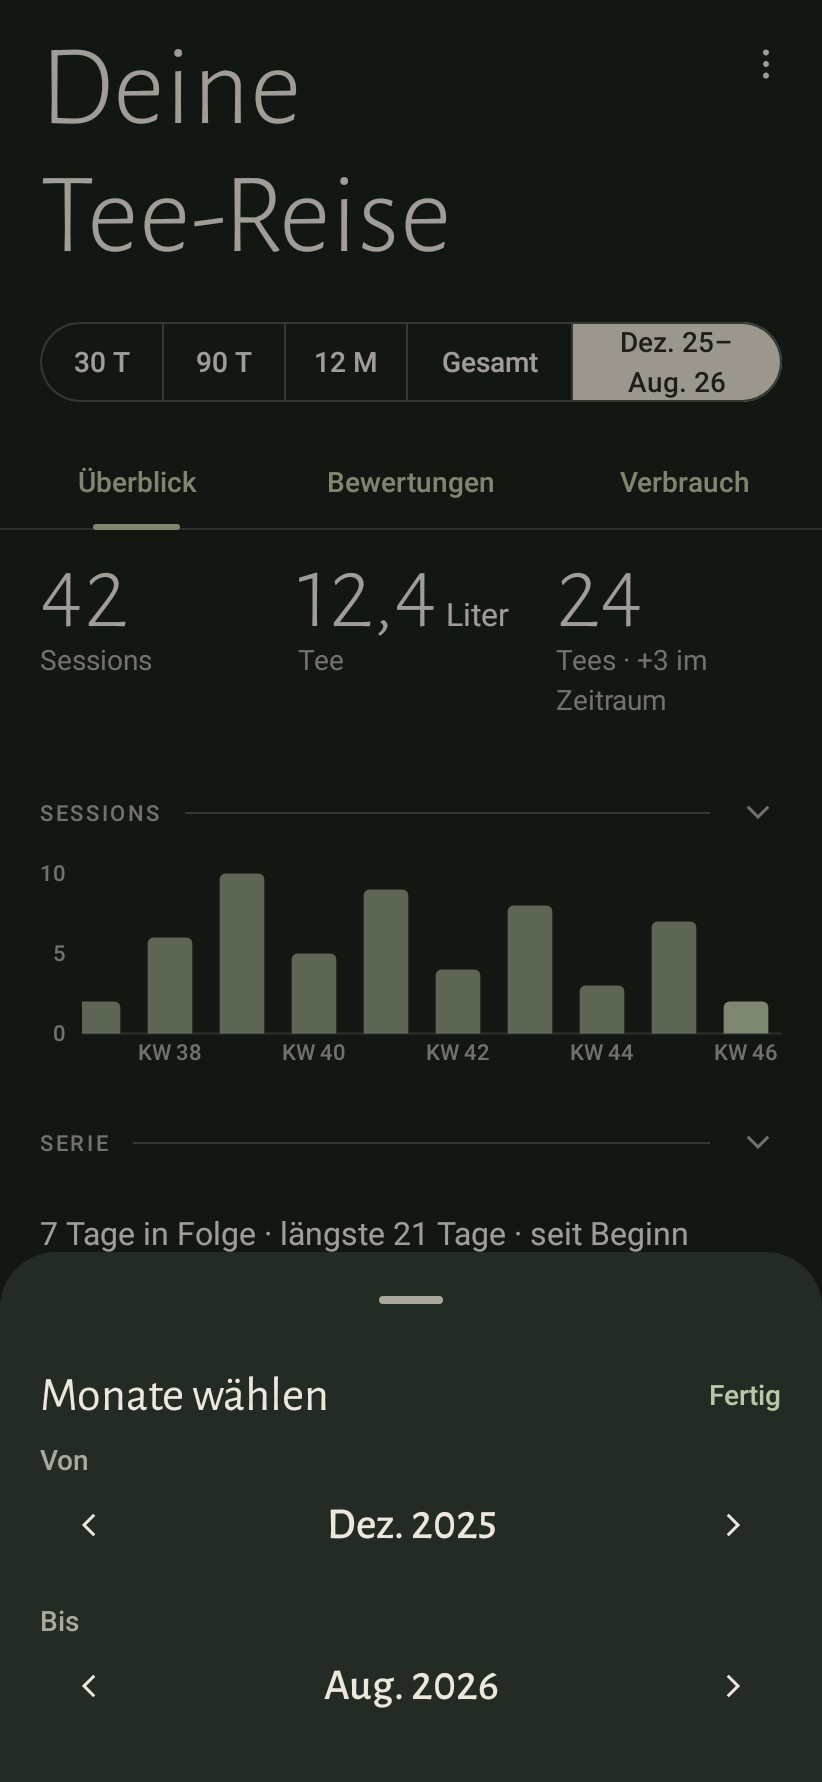 Deine
Tee-Reise
30 T
90 T
12 M
Gesamt
Dez. 25–
Aug. 26
Überblick
Bewertungen
Verbrauch
42
Sessions
12,4 Liter
Tee
24
Tees · +3 im
Zeitraum
SESSIONS
10
5
0
KW 38
KW 40
KW 42
KW 44
KW 46
SERIE
7 Tage in Folge · längste 21 Tage · seit Beginn
Monate wählen
Fertig
Von
Dez. 2025
Bis
Aug. 2026